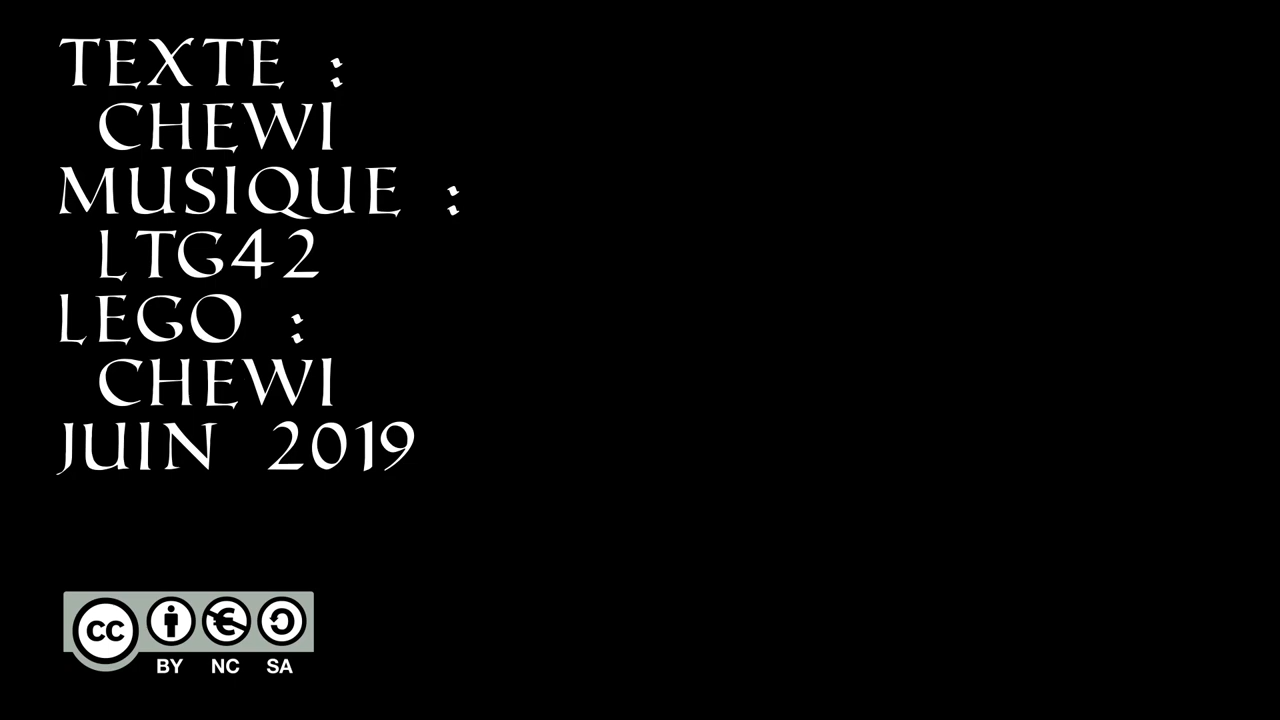 TEXTE :
CHEWI
MUSIQUE :
LTG42
LEGO :
CHEWI
JUIN 2019
CC
BY NC SA